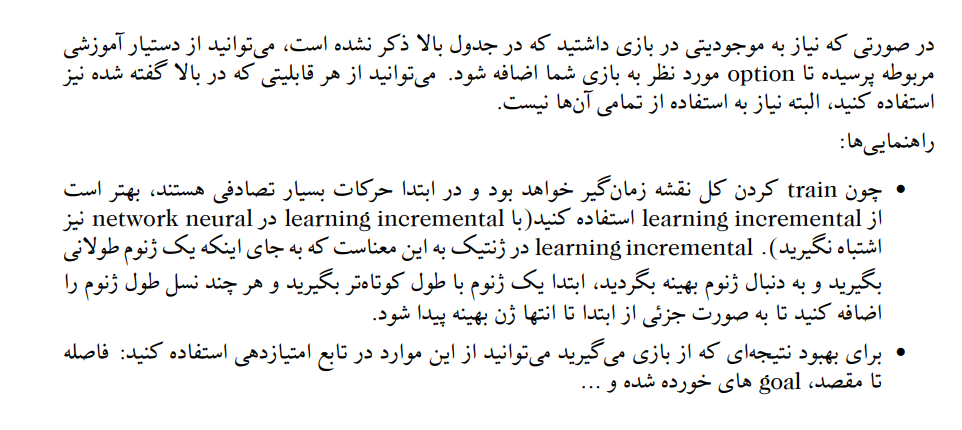 در صورتی که نیاز به موجودیتی در بازی داشتید که در جدول بالا ذکر نشده است، می‌توانید از دستیار آموزشی
مربوطه پرسیده تا option مورد نظر به بازی شما اضافه شود. می‌توانید از هر قابلیتی که در بالا گفته شده نیز
استفاده کنید، البته نیاز به استفاده از تمامی آن‌ها نیست.
راهنمایی‌ها:
• چون train کردن کل نقشه زمان‌گیر خواهد بود و در ابتدا حرکات بسیار تصادفی هستند، بهتر است
از learning incremental استفاده کنید(با learning incremental در network neural نیز
اشتباه نگیرید). learning incremental در ژنتیک به این معناست که به جای اینکه یک ژنوم طولانی
بگیرید و به دنبال ژنوم بهینه بگردید، ابتدا یک ژنوم با طول کوتاه‌تر بگیرید و هر چند نسل طول ژنوم را
اضافه کنید تا به صورت جزئی از ابتدا تا انتها ژن بهینه پیدا شود.
• برای بهبود نتیجه‌ای که از بازی می‌گیرید می‌توانید از این موارد در تابع امتیازدهی استفاده کنید: فاصله
تا مقصد، goal های خورده شده و ...